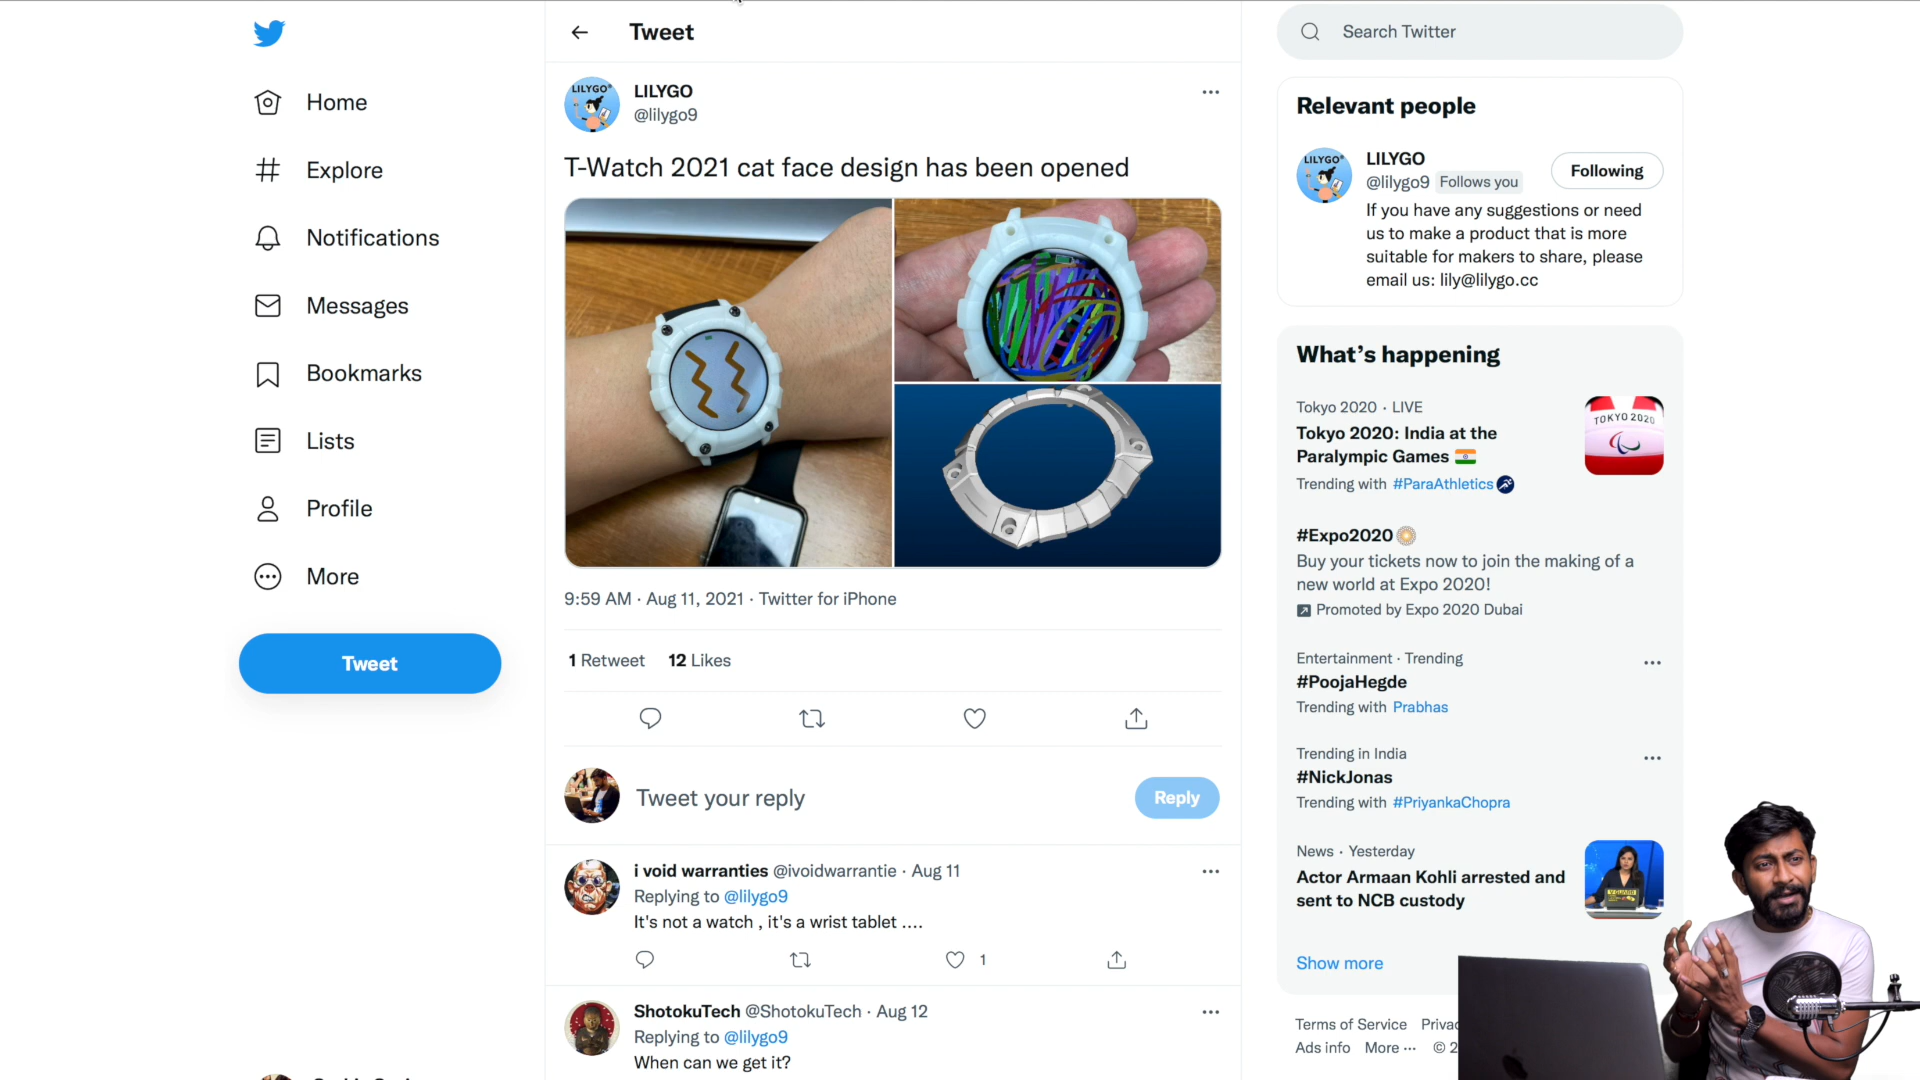 Home
Explore
Notifications
Messages
Bookmarks
Lists
Profile
More
Tweet
Tweet
LILYGO
LILYGO
@lilygo9
T-Watch 2021 cat face design has been opened
9:59 AM · Aug 11, 2021 · Twitter for iPhone
1 Retweet 12 Likes
Tweet your reply
Reply
i void warranties @ivoidwarrantie · Aug 11
Replying to @lilygo9
It's not a watch , it's a wrist tablet ....
1
ShotokuTech @ShotokuTech · Aug 12
Replying to @lilygo9
When can we get it?
Search Twitter
Relevant people
LILYGO
LILYGO
@lilygo9 Follows you
Following
If you have any suggestions or need
us to make a product that is more
suitable for makers to share, please
email us: lily@lilygo.cc
What's happening
Tokyo 2020 · LIVE
Tokyo 2020: India at the
Paralympic Games
Trending with #ParaAthletics
TOKYO 2020
#Expo2020
Buy your tickets now to join the making of a
new world at Expo 2020!
Promoted by Expo 2020 Dubai
Entertainment · Trending
#PoojaHegde
Trending with Prabhas
Trending in India
#NickJonas
Trending with #PriyankaChopra
News · Yesterday
Actor Armaan Kohli arrested and
sent to NCB custody
Show more
Terms of Service
Ads info More ··· ©